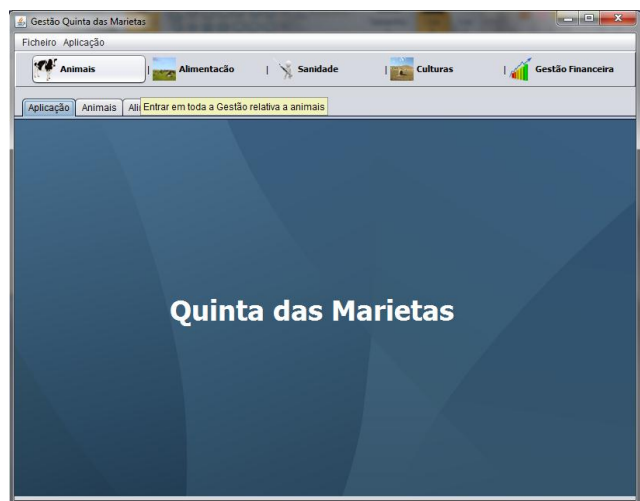 Gestão Quinta das Marietas
Ficheiro Aplicação
Animais | Alimentacão | Sanidade | Culturas | Gestão Financeira
Aplicação Animais Ali Entrar em toda a Gestão relativa a animais
Quinta das Marietas